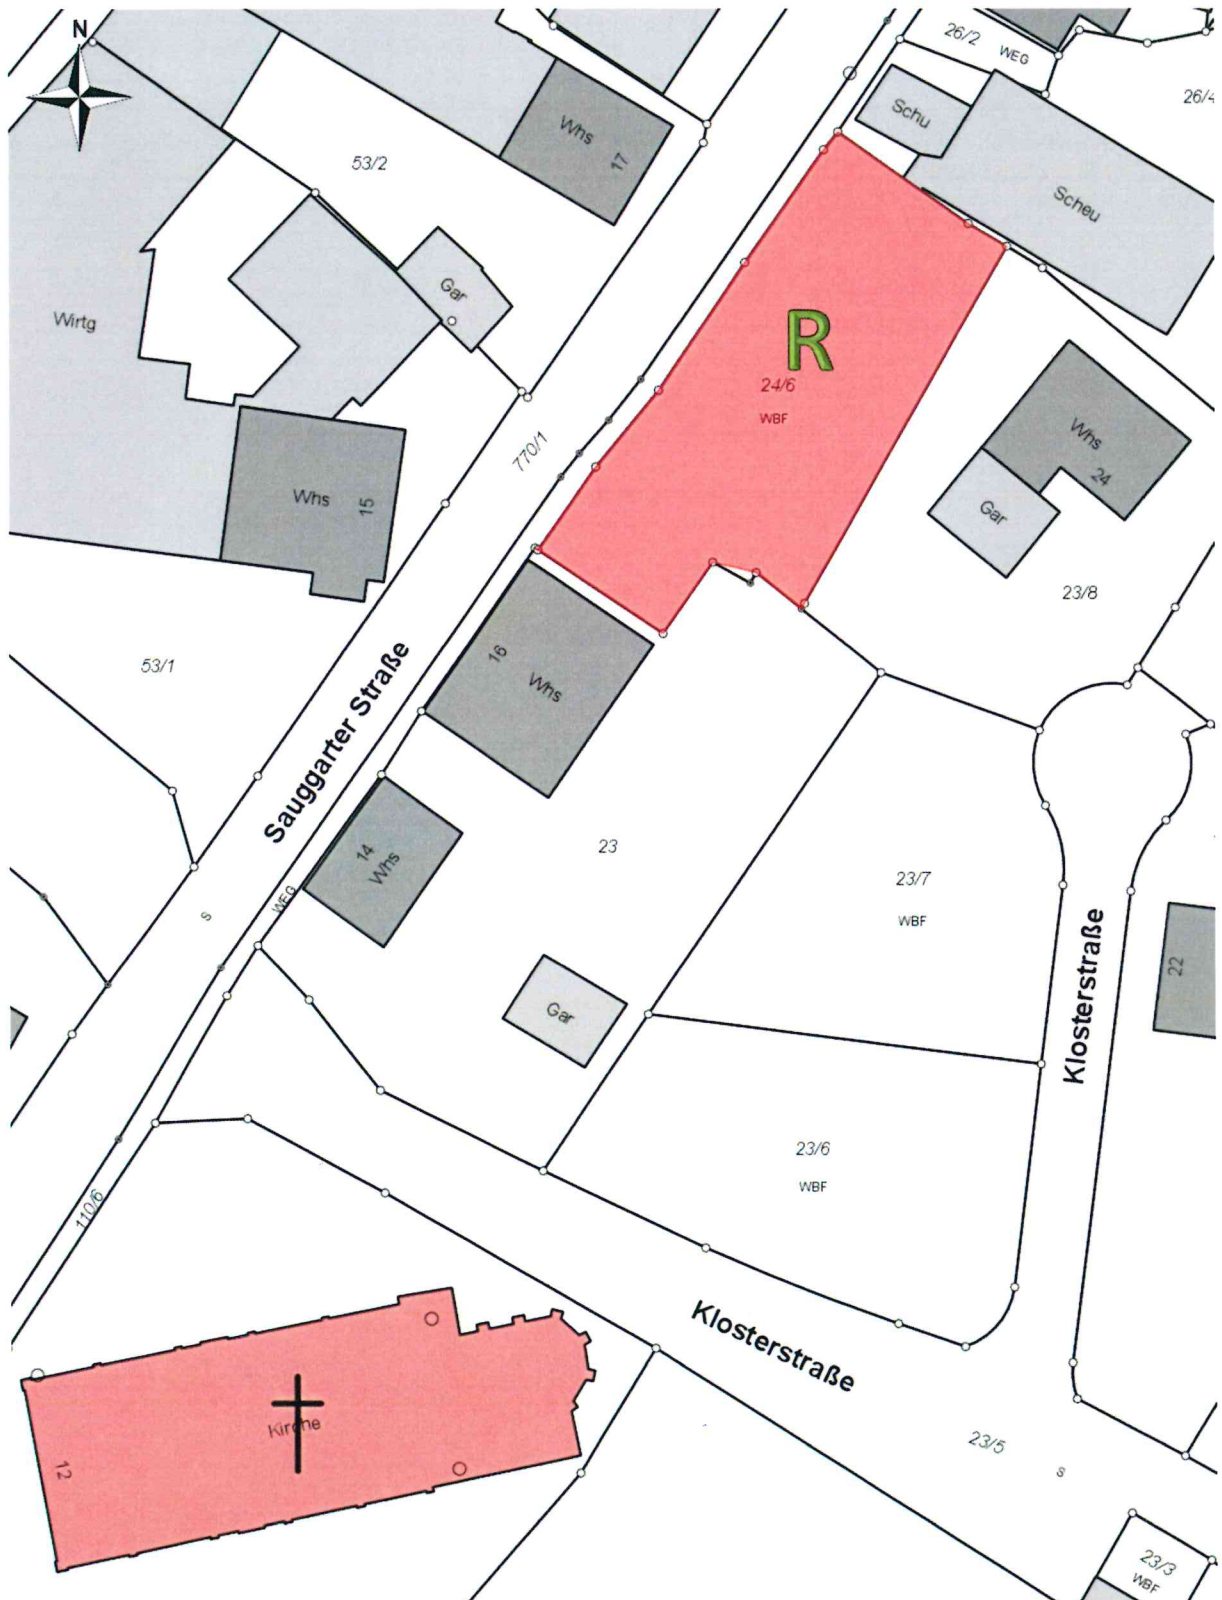 N
26/2 WEG
26/4
Schu
Whs
17
53/2
Scheu
Gar
Wirtg
R
24/6
WBF
770/1
Whs
24
Gar
Whs
15
23/8
53/1
16
Whs
Sauggarter Straße
14
Whs
23
23/7
WBF
WEG
s
Klosterstraße
22
Gar
23/6
WBF
110/6
Klosterstraße
Kirche
12
23/5
s
23/3
WBF